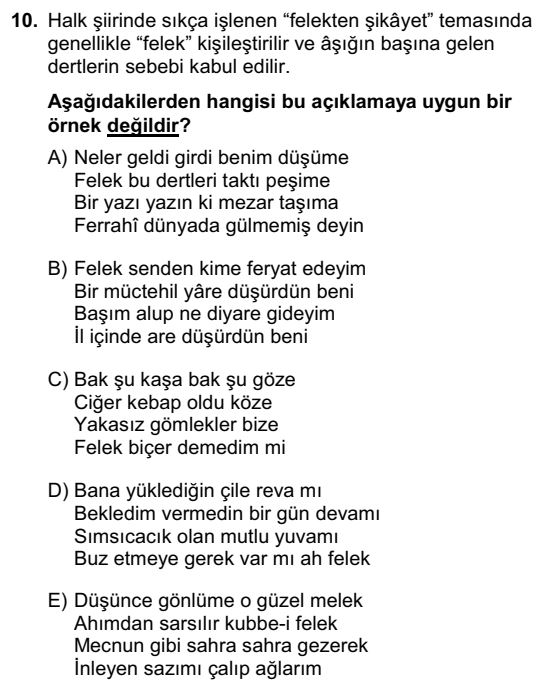 10. Halk şiirinde sıkça işlenen “felekten şikâyet” temasında
genellikle “felek” kişileştirilir ve âşığın başına gelen
dertlerin sebebi kabul edilir.
Aşağıdakilerden hangisi bu açıklamaya uygun bir
örnek değildir?
A) Neler geldi girdi benim düşüme
Felek bu dertleri taktı peşime
Bir yazı yazın ki mezar taşıma
Ferrahî dünyada gülmemiş deyin
B) Felek senden kime feryat edeyim
Bir müctehil yâre düşürdün beni
Başım alup ne diyare gideyim
İl içinde are düşürdün beni
C) Bak şu kaşa bak şu göze
Ciğer kebap oldu köze
Yakasız gömlekler bize
Felek biçer demedim mi
D) Bana yüklediğin çile reva mı
Bekledim vermedin bir gün devamı
Sımsıcacık olan mutlu yuvamı
Buz etmeye gerek var mı ah felek
E) Düşünce gönlüme o güzel melek
Ahımdan sarsılır kubbe-i felek
Mecnun gibi sahra sahra gezerek
İnleyen sazımı çalıp ağlarım